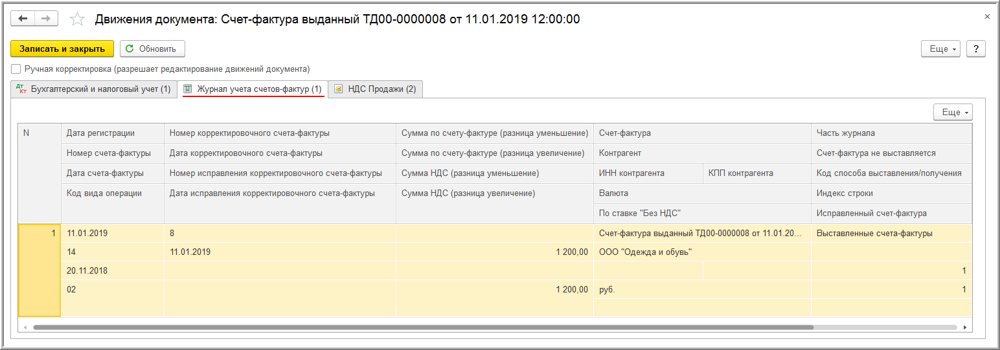 Движения документа: Счет-фактура выданный ТД00-0000008 от 11.01.2019 12:00:00
Записать и закрыть Обновить Еще ?
Ручная корректировка (разрешает редактирование движений документа)
Дт Кт Бухгалтерский и налоговый учет (1) Журнал учета счетов-фактур (1) НДС Продажи (2)
Еще
N Дата регистрации Номер корректировочного счета-фактуры Сумма по счету-фактуре (разница уменьшение) Счет-фактура Часть журнала
Номер счета-фактуры Дата корректировочного счета-фактуры Сумма по счету-фактуре (разница увеличение) Контрагент Счет-фактура не выставляется
Дата счета-фактуры Номер исправления корректировочного счета-фактуры Сумма НДС (разница уменьшение) ИНН контрагента КПП контрагента Код способа выставления/получения
Код вида операции Дата исправления корректировочного счета-фактуры Сумма НДС (разница увеличение) Валюта Индекс строки
По ставке "Без НДС" Исправленный счет-фактура
1 11.01.2019 8 Счет-фактура выданный ТД00-0000008 от 11.01.20... Выставленные счета-фактуры
14 11.01.2019 1 200,00 ООО "Одежда и обувь"
20.11.2018 1
02 1 200,00 руб. 1